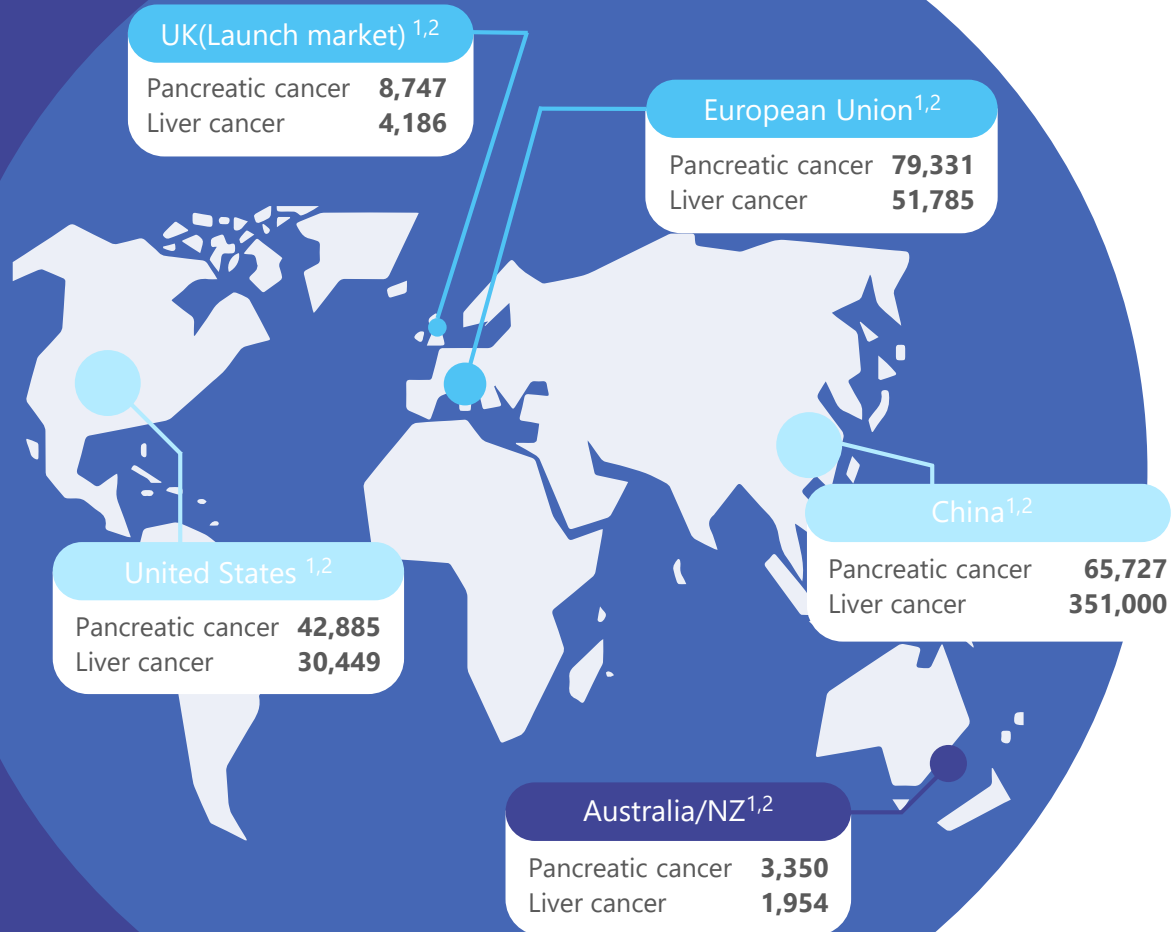 UK(Launch market) 1,2
Pancreatic cancer 8,747
Liver cancer 4,186
European Union1,2
Pancreatic cancer 79,331
Liver cancer 51,785
United States 1,2
Pancreatic cancer 42,885
Liver cancer 30,449
China1,2
Pancreatic cancer 65,727
Liver cancer 351,000
Australia/NZ1,2
Pancreatic cancer 3,350
Liver cancer 1,954